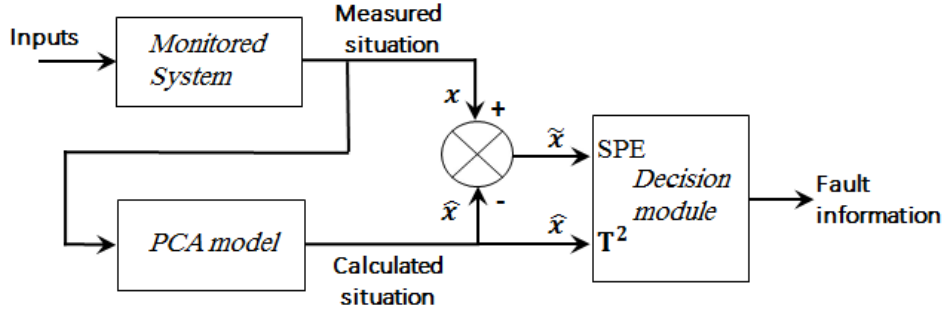 Inputs
Monitored
System
Measured
situation
x
+
x̃
SPE
Decision
module
Fault
information
x̂
-
x̂
T²
PCA model
Calculated
situation